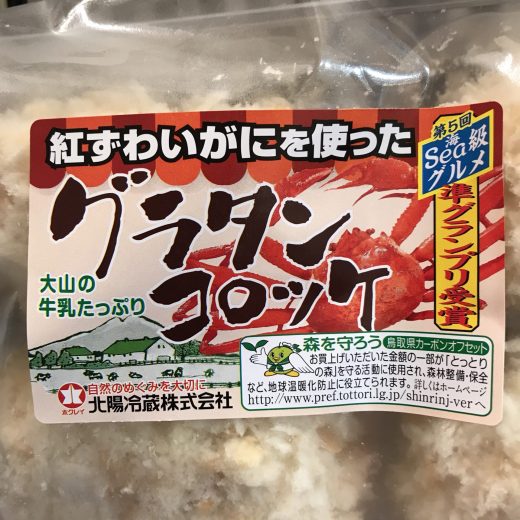 紅ずわいがにを使った
第5回
海
Sea級
グルメ
準グランプリ受賞
グラタン
コロッケ
大山の
牛乳たっぷり
森を守ろう 鳥取県カーボンオフセット
お買上げいただいた金額の一部が「とっとり
の森」を守る活動に使用され、森林整備・保全
など、地球温暖化防止に役立てられます。詳しくはホームページ
http://www.pref.tottori.lg.jp/shinrinj-ver へ
ホクレイ
自然のめぐみを大切に
北陽冷蔵株式会社